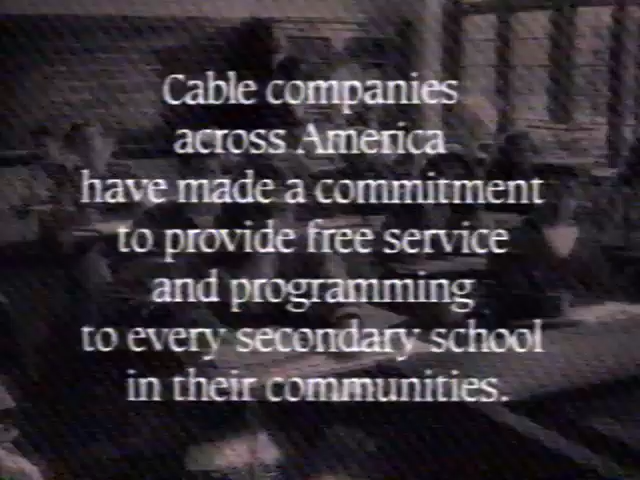 Cable companies
across America
have made a commitment
to provide free service
and programming
to every secondary school
in their communities.